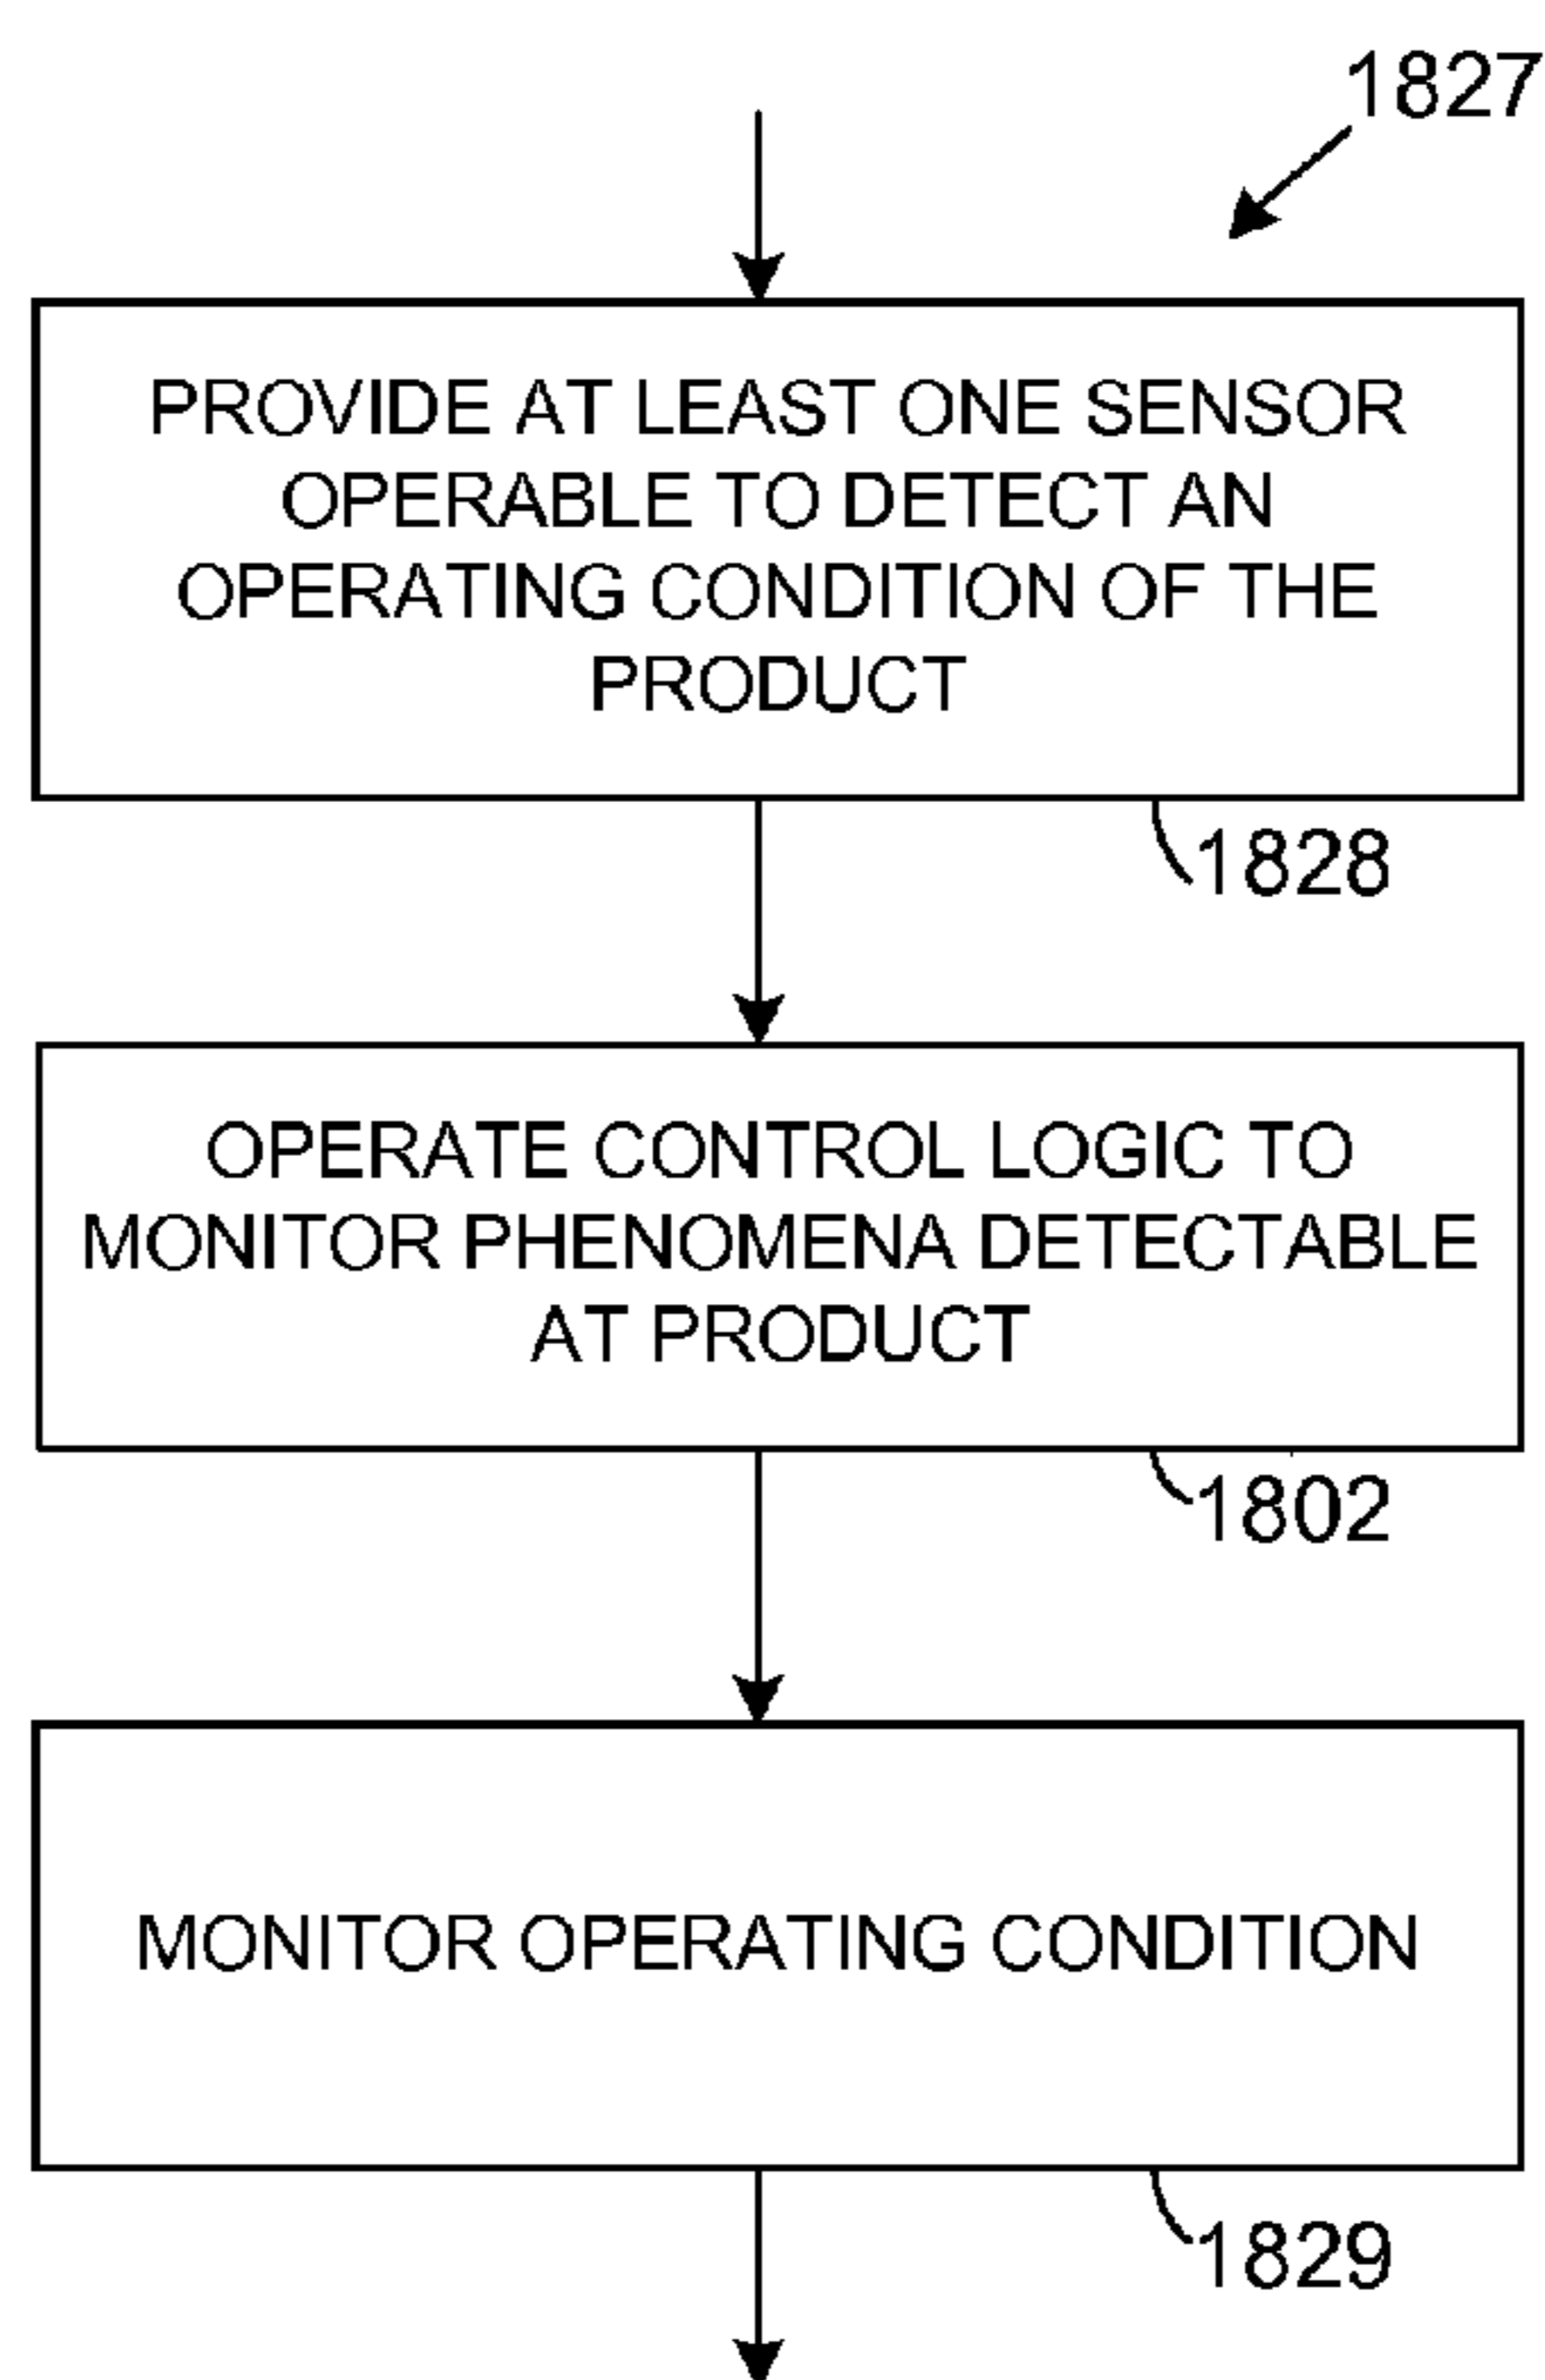 1827
PROVIDE AT LEAST ONE SENSOR
OPERABLE TO DETECT AN
OPERATING CONDITION OF THE
PRODUCT
1828
OPERATE CONTROL LOGIC TO
MONITOR PHENOMENA DETECTABLE
AT PRODUCT
1802
MONITOR OPERATING CONDITION
1829